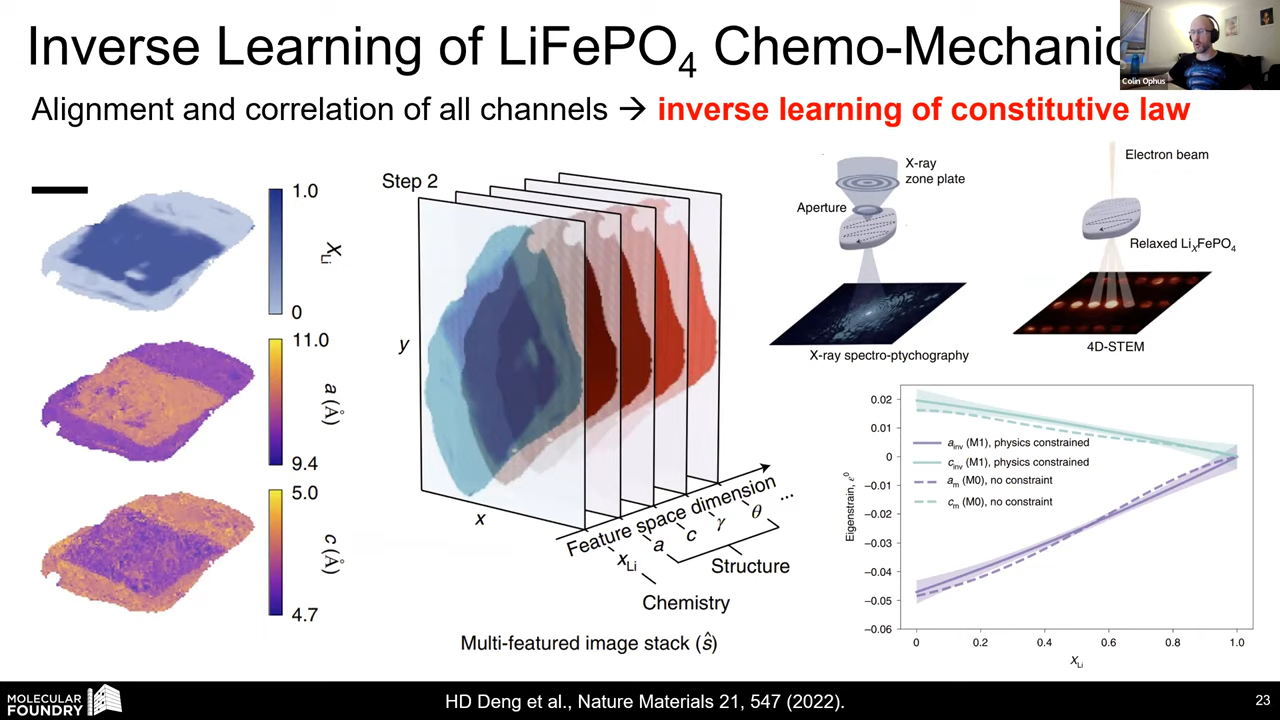 Inverse Learning of LiFePO4 Chemo-Mechanic
Colin Ophus
Alignment and correlation of all channels → inverse learning of constitutive law
1.0
XLi
0
11.0
a (Å)
9.4
5.0
c (Å)
4.7
Step 2
y
x
Feature space dimension
...
xLi
a
c
γ
θ
Structure
Chemistry
Multi-featured image stack (ŝ)
X-ray
zone plate
Aperture
X-ray spectro-ptychography
Electron beam
Relaxed LiXFePO4
4D-STEM
0.02
0.01
0
−0.01
−0.02
−0.03
−0.04
−0.05
−0.06
Eigenstrain, ε0
ainv (M1), physics constrained
cinv (M1), physics constrained
am (M0), no constraint
cm (M0), no constraint
0 0.2 0.4 0.6 0.8 1.0
XLi
MOLECULAR
FOUNDRY
HD Deng et al., Nature Materials 21, 547 (2022).
23